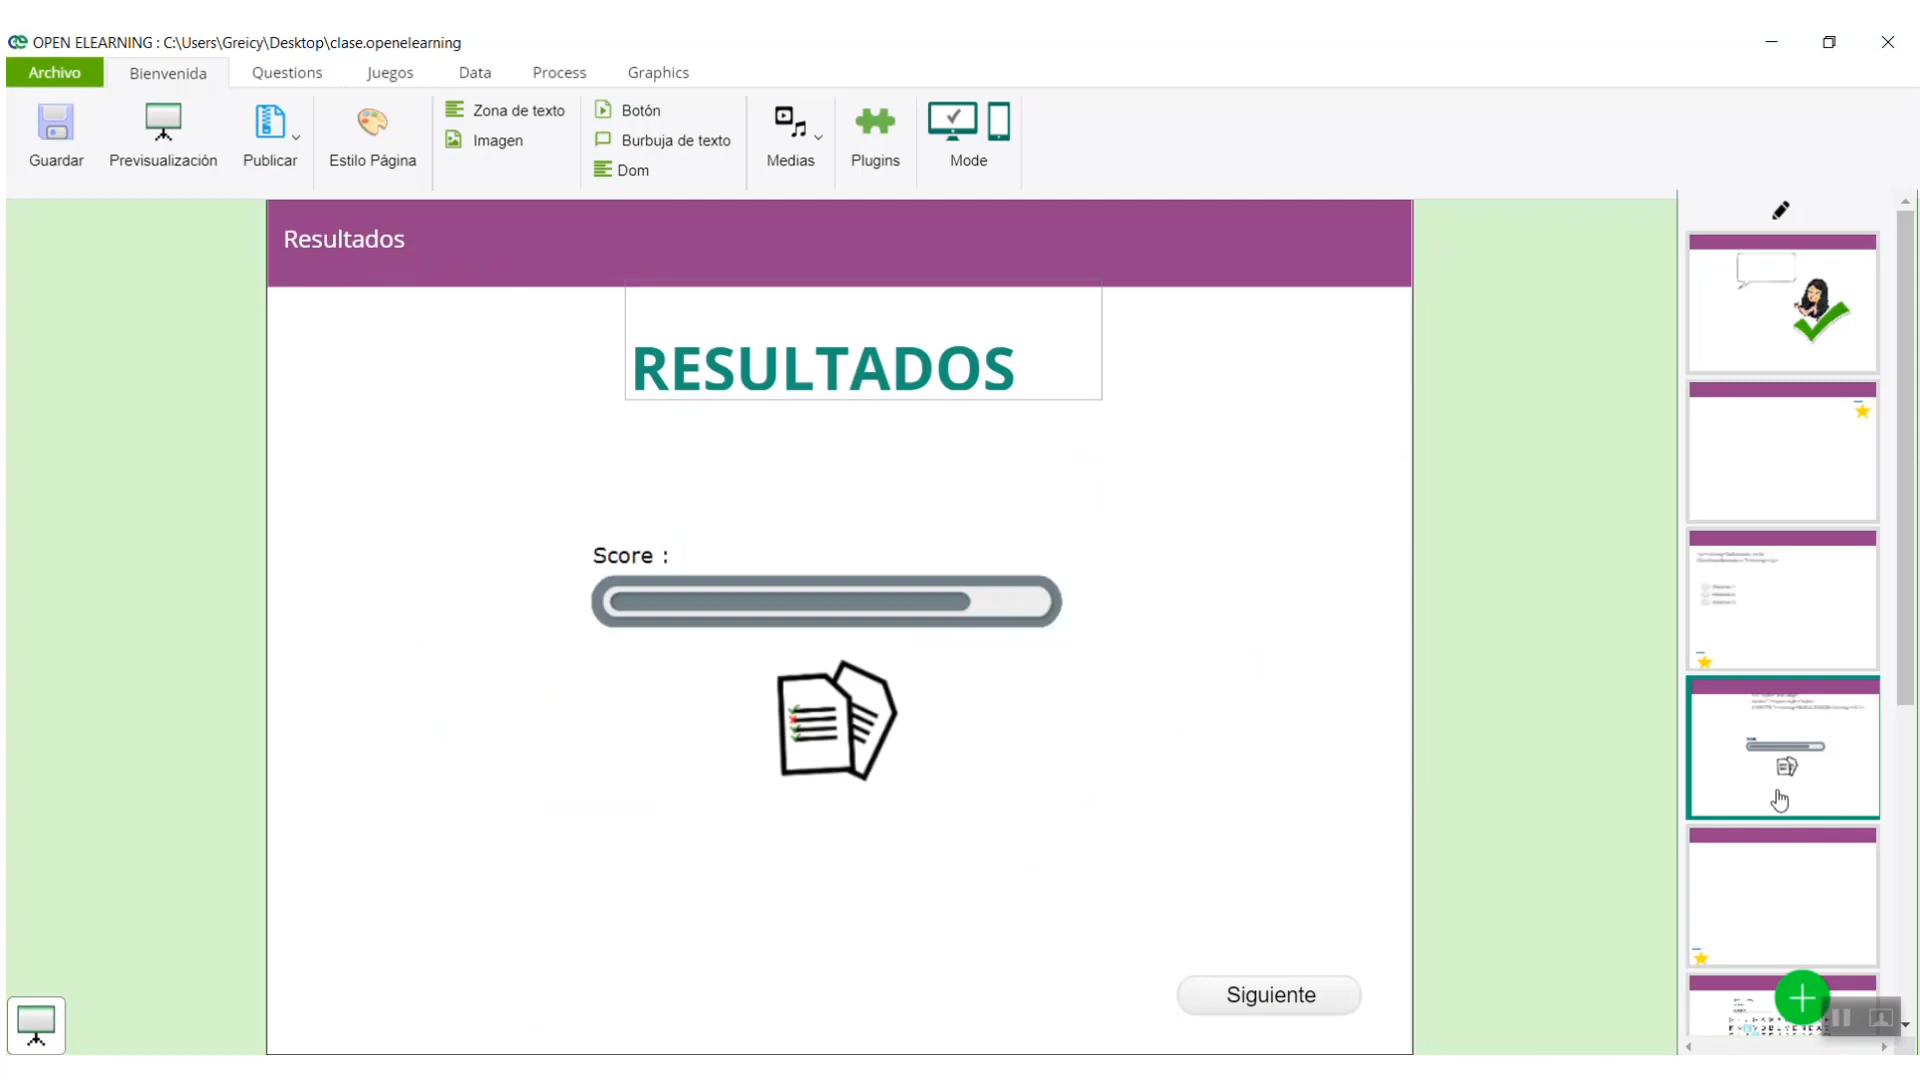 OPEN ELEARNING : C:\Users\Greicy\Desktop\clase.openelearning
Archivo
Bienvenida
Questions
Juegos
Data
Process
Graphics
Guardar
Previsualización
Publicar
Estilo Página
Zona de texto
Imagen
Botón
Burbuja de texto
Dom
Medias
Plugins
Mode
Resultados
RESULTADOS
Score :
Siguiente